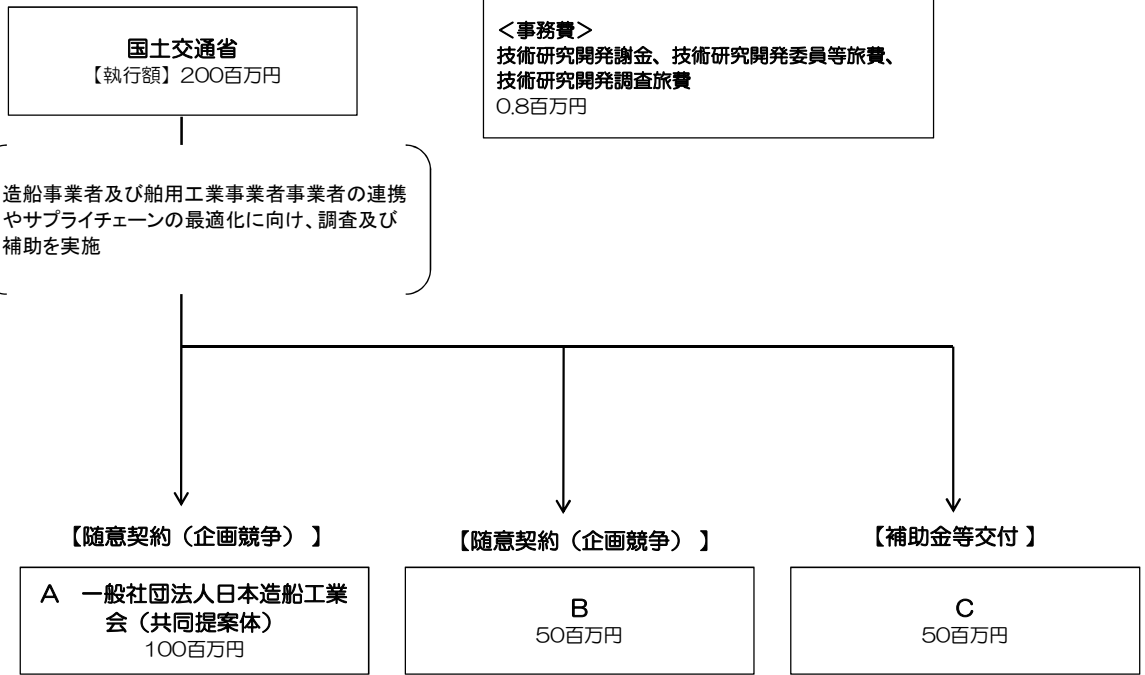 国土交通省
【執行額】200百万円
＜事務費＞
技術研究開発謝金、技術研究開発委員等旅費、
技術研究開発調査旅費
0.8百万円
造船事業者及び舶用工業事業者事業者の連携
やサプライチェーンの最適化に向け、調査及び
補助を実施
【随意契約（企画競争）】
A　一般社団法人日本造船工業
会（共同提案体）
100百万円
【随意契約（企画競争）】
B
50百万円
【補助金等交付】
C
50百万円